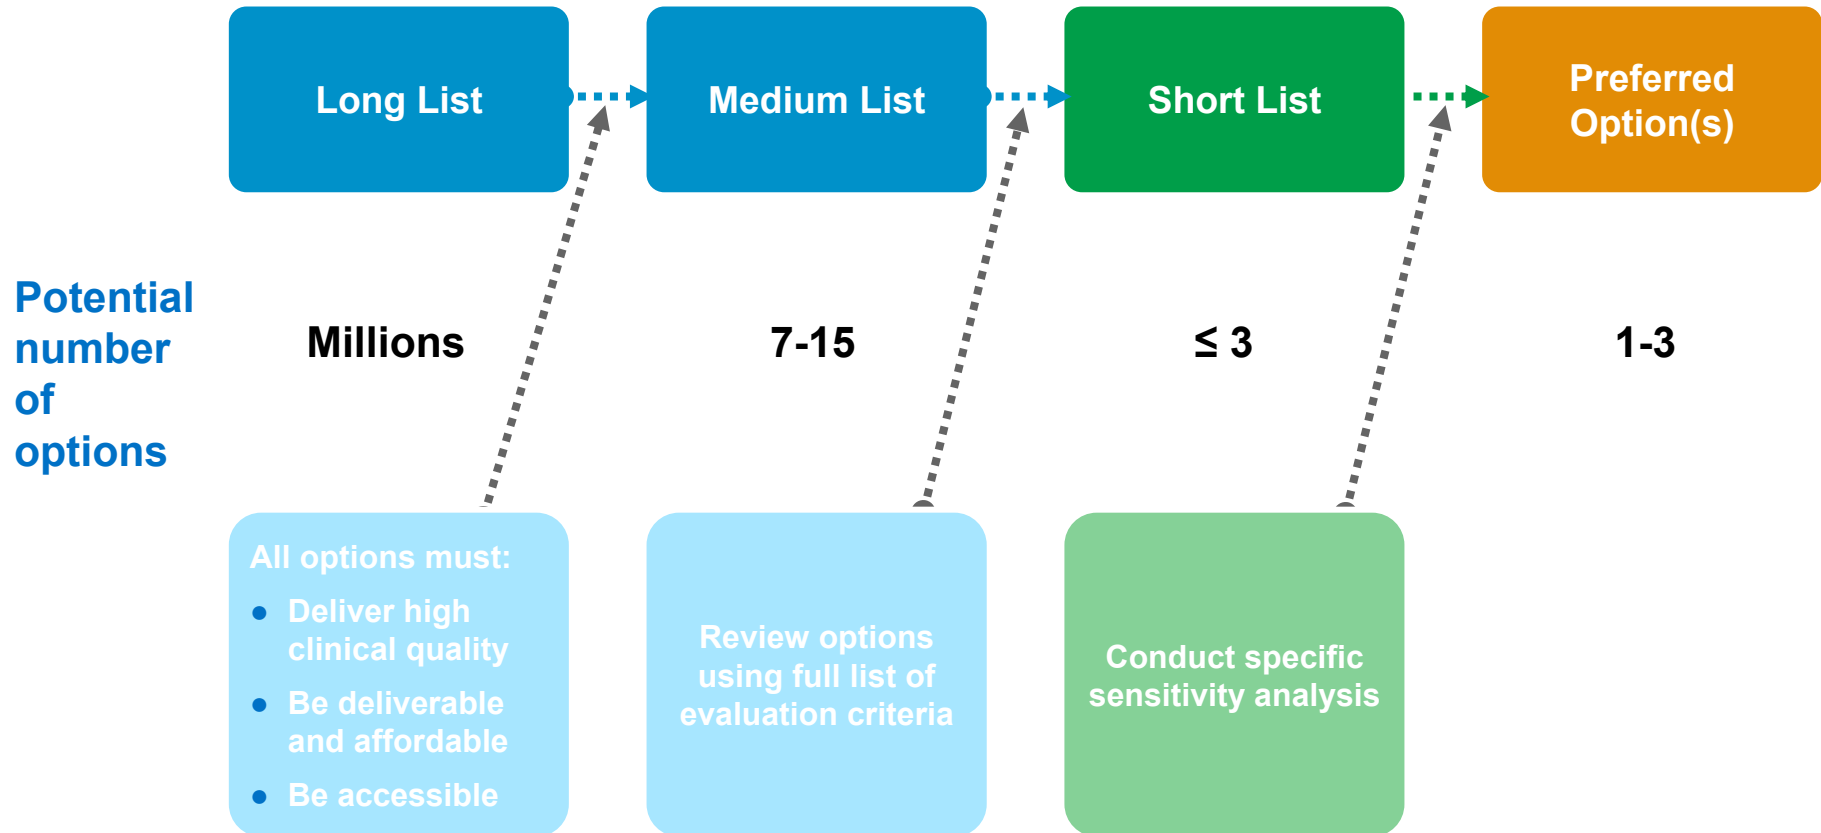 Long List
Medium List
Short List
Preferred
Option(s)
Potential
number
of
options
Millions
7-15
≤ 3
1-3
All options must:
● Deliver high
clinical quality
● Be deliverable
and affordable
● Be accessible
Review options
using full list of
evaluation criteria
Conduct specific
sensitivity analysis